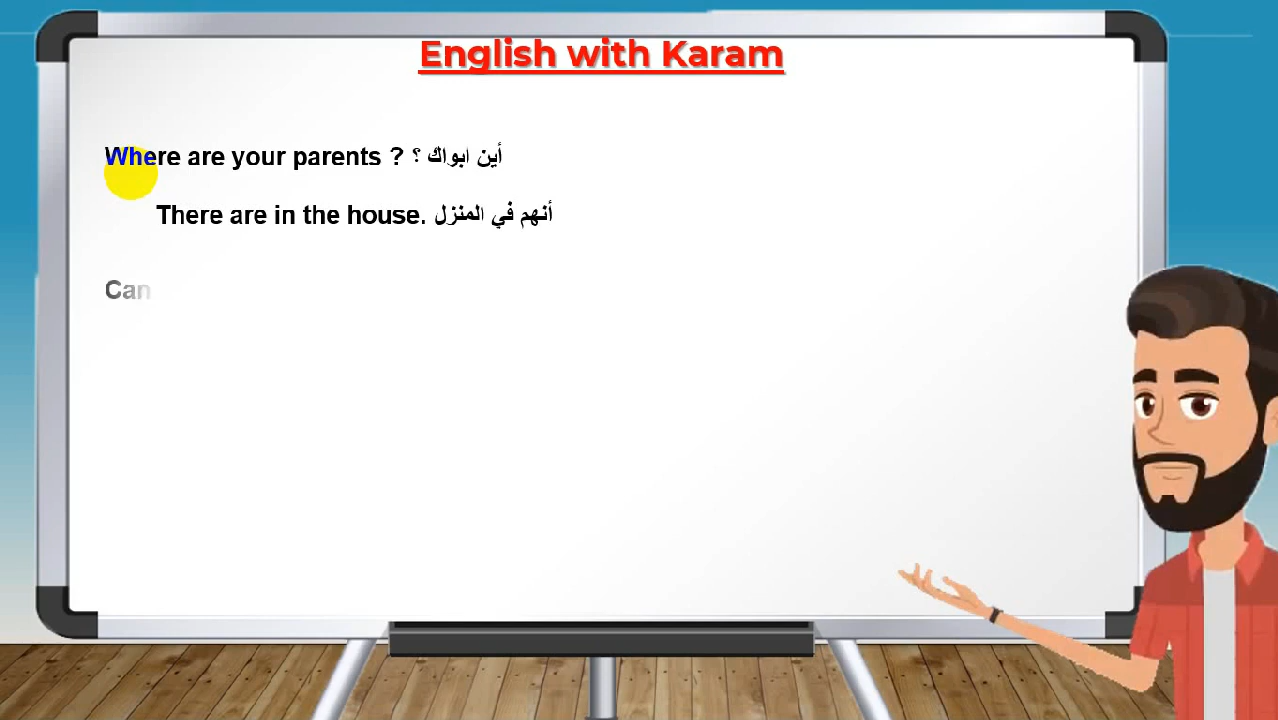 English with Karam
Where are your parents ? أين ابواك ؟
There are in the house. أنهم في المنزل
Can